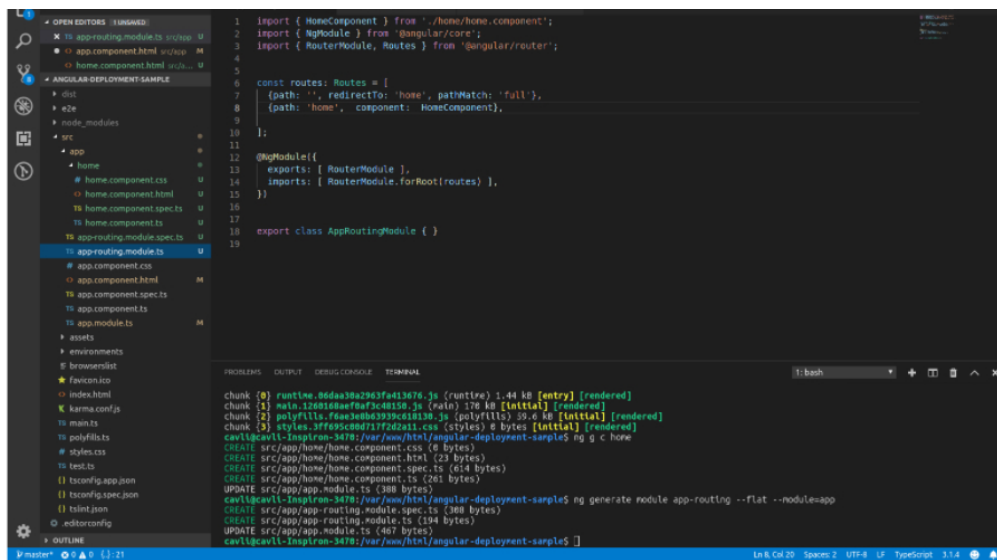 OPEN EDITORS 1 UNSAVED
app-routing.module.ts src/app U
app.component.html src/app M
home.component.html src/a... U
ANGULAR-DEPLOYMENT-SAMPLE
dist
e2e
node_modules
src
app
home
# home.component.css U
home.component.html U
TS home.component.spec.ts U
TS home.component.ts U
TS app-routing.module.spec.ts U
TS app-routing.module.ts U
# app.component.css
app.component.html M
TS app.component.spec.ts
TS app.component.ts
TS app.module.ts M
assets
environments
browserslist
favicon.ico
index.html
karma.conf.js
TS main.ts
TS polyfills.ts
# styles.css
TS test.ts
{} tsconfig.app.json
{} tsconfig.spec.json
{} tslint.json
.editorconfig
OUTLINE
1 import { HomeComponent } from './home/home.component';
2 import { NgModule } from '@angular/core';
3 import { RouterModule, Routes } from '@angular/router';
4
5
6 const routes: Routes = [
7 {path: '', redirectTo: 'home', pathMatch: 'full'},
8 {path: 'home', component: HomeComponent},
9
10 ];
11
12 @NgModule({
13 exports: [ RouterModule ],
14 imports: [ RouterModule.forRoot(routes) ],
15 })
16
17
18 export class AppRoutingModule { }
19
PROBLEMS OUTPUT DEBUG CONSOLE TERMINAL 1: bash
chunk {0} runtime.06daa30a2963fa413676.js (runtime) 1.44 kB [entry] [rendered]
chunk {1} main.1260168aef0af3c48150.js (main) 170 kB [initial] [rendered]
chunk {2} polyfills.f6ae3e8b63939c618130.js (polyfills) 59.6 kB [initial] [rendered]
chunk {3} styles.3ff695c00d717f2d2a11.css (styles) 0 bytes [initial] [rendered]
cavli@cavli-Inspiron-3470:/var/www/html/angular-deployment-sample$ ng g c home
CREATE src/app/home/home.component.css (0 bytes)
CREATE src/app/home/home.component.html (23 bytes)
CREATE src/app/home/home.component.spec.ts (614 bytes)
CREATE src/app/home/home.component.ts (261 bytes)
UPDATE src/app/app.module.ts (388 bytes)
cavli@cavli-Inspiron-3470:/var/www/html/angular-deployment-sample$ ng generate module app-routing --flat --module=app
CREATE src/app/app-routing.module.spec.ts (308 bytes)
CREATE src/app/app-routing.module.ts (194 bytes)
UPDATE src/app/app.module.ts (467 bytes)
cavli@cavli-Inspiron-3470:/var/www/html/angular-deployment-sample$
master* 0 0 {.}: 21 Ln 8, Col 20 Spaces: 2 UTF-8 LF TypeScript 3.1.4